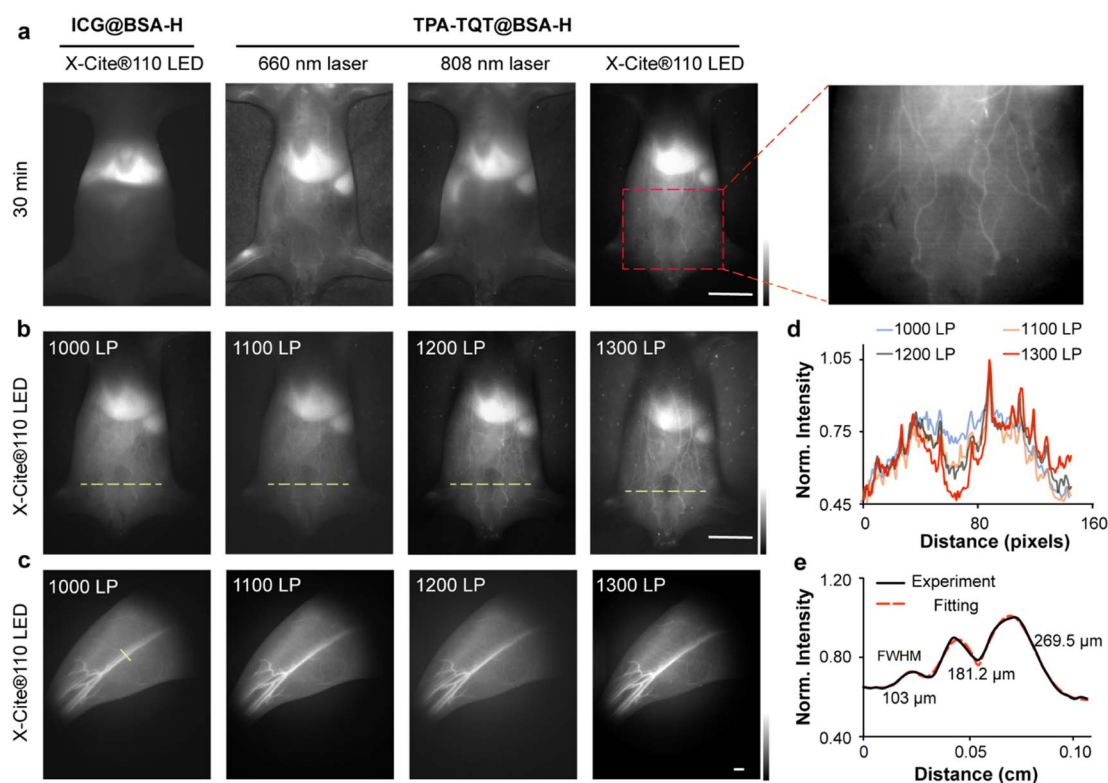 a
ICG@BSA-H
TPA-TQT@BSA-H
X-Cite®110 LED
660 nm laser
808 nm laser
X-Cite®110 LED
30 min
b
X-Cite®110 LED
1000 LP
1100 LP
1200 LP
1300 LP
c
X-Cite®110 LED
1000 LP
1100 LP
1200 LP
1300 LP
d
1000 LP
1100 LP
1200 LP
1300 LP
Norm. Intensity
1.05
0.75
0.45
0
80
160
Distance (pixels)
e
Experiment
Fitting
Norm. Intensity
1.20
0.80
0.40
FWHM
103 µm
181.2 µm
269.5 µm
0
0.05
0.10
Distance (cm)